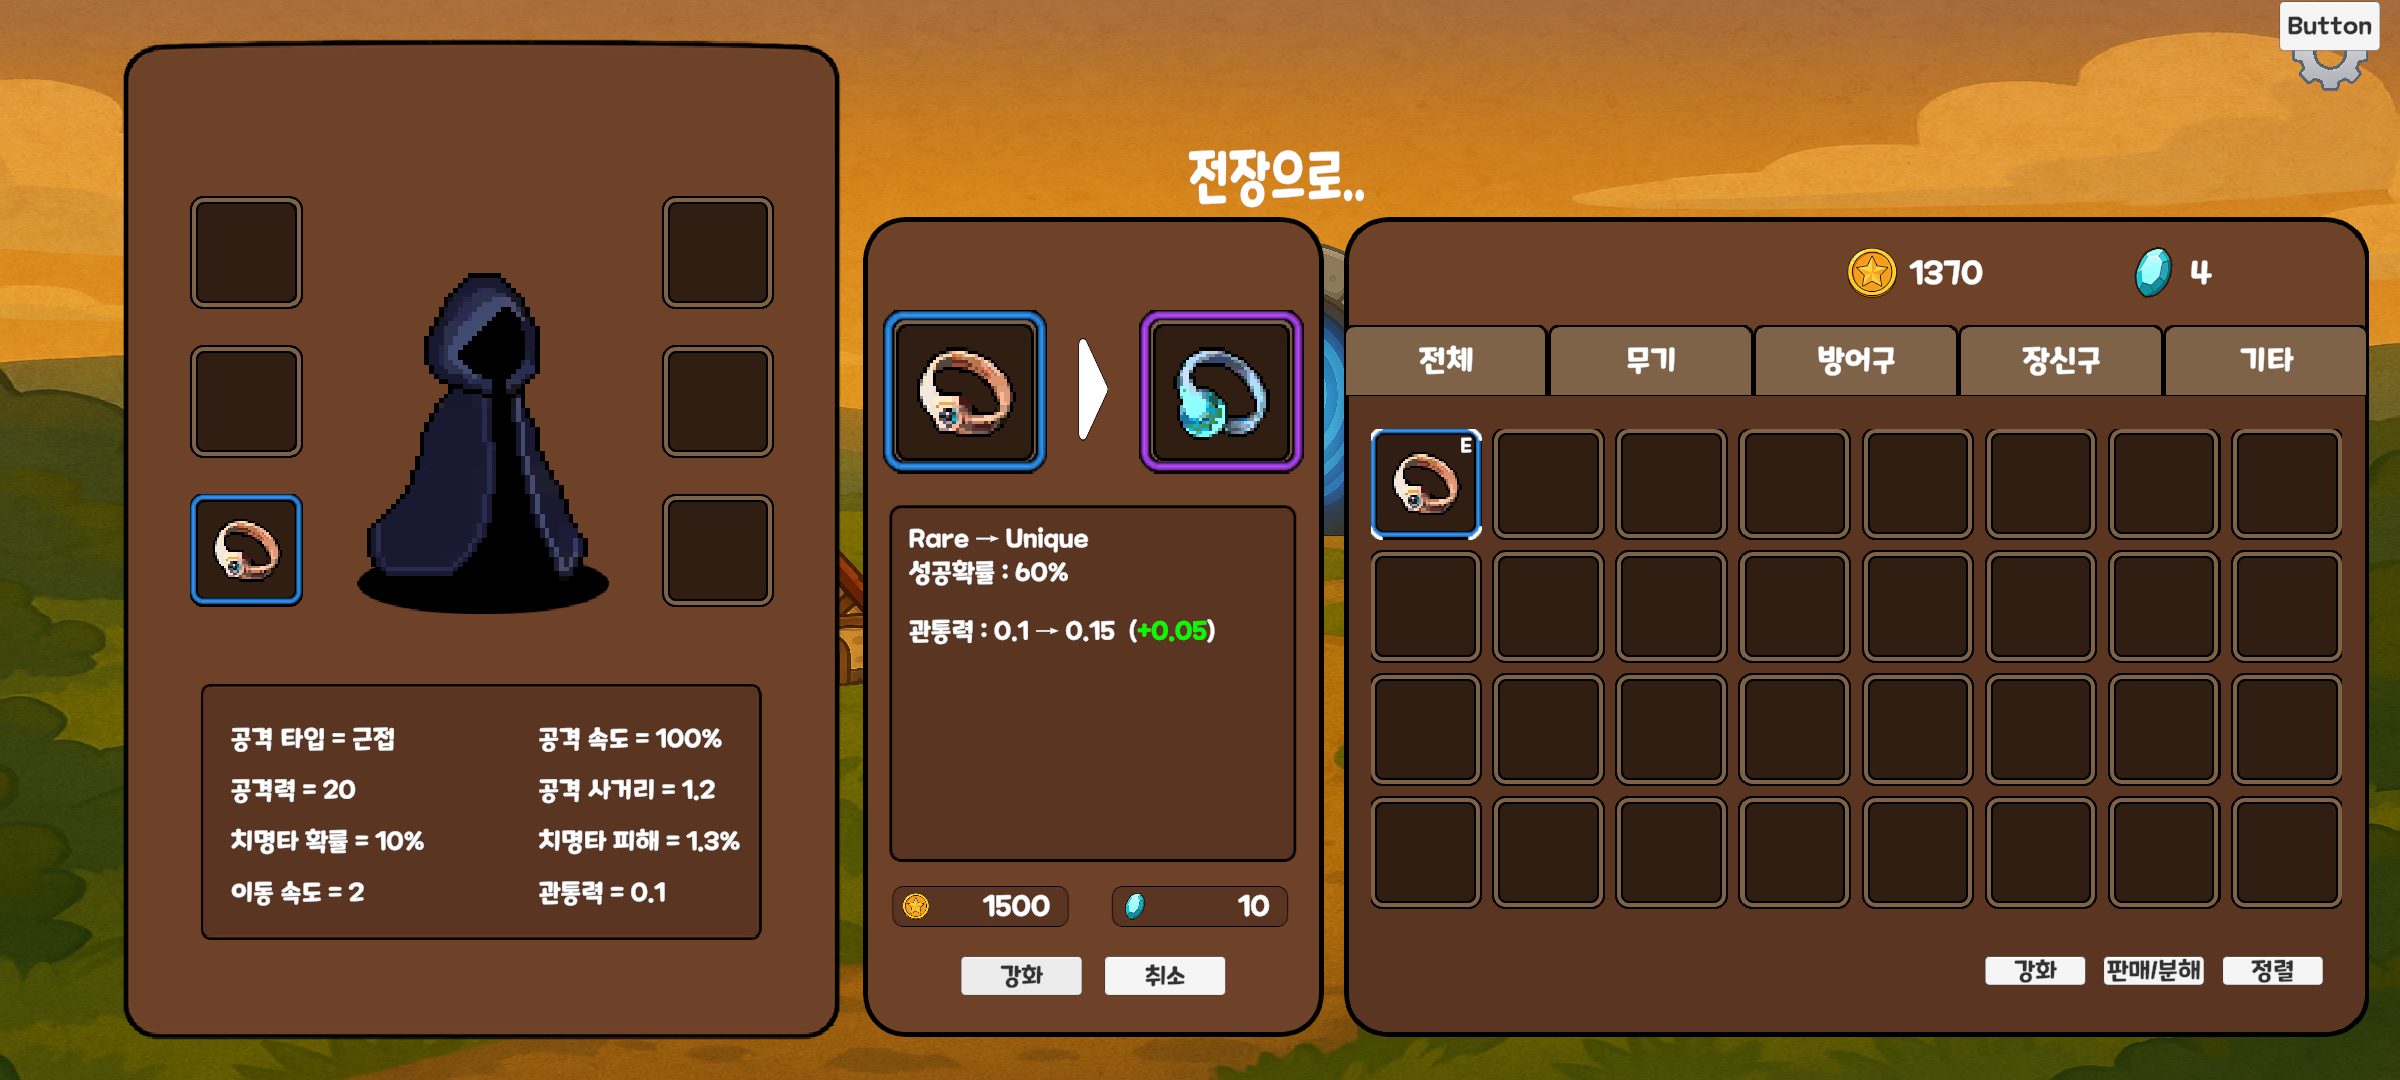 Button
전장으로..
1370
4
전체
무기
방어구
장신구
기타
E
Rare → Unique
성공확률 : 60%
관통력 : 0.1 → 0.15 (+0.05)
1500
10
강화
취소
공격 타입 = 근접
공격 속도 = 100%
공격력 = 20
공격 사거리 = 1.2
치명타 확률 = 10%
치명타 피해 = 1.3%
이동 속도 = 2
관통력 = 0.1
강화
판매/분해
정렬